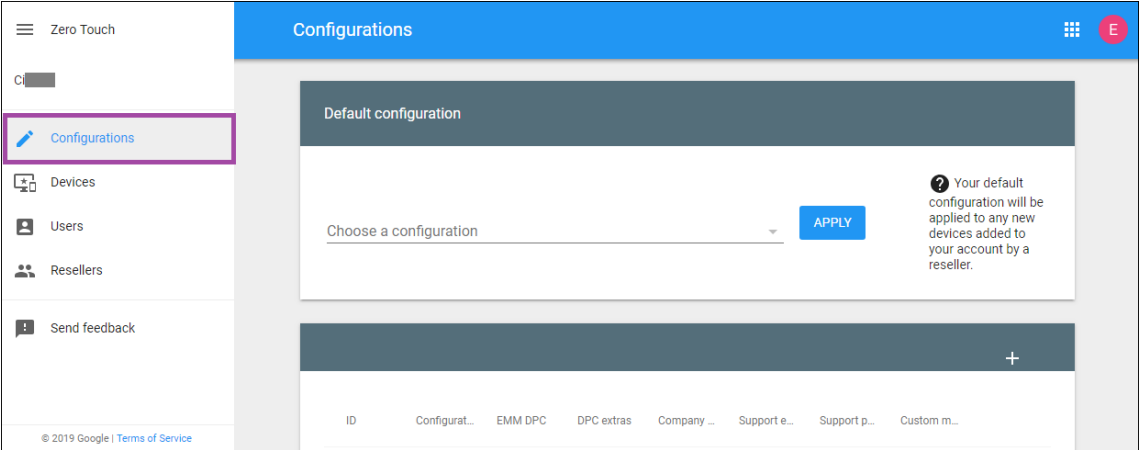 Zero Touch
Configurations
E
Ci
Default configuration
Configurations
Devices
Users
Resellers
Send feedback
Choose a configuration
APPLY
? Your default
configuration will be
applied to any new
devices added to
your account by a
reseller.
+
ID Configurat... EMM DPC DPC extras Company ... Support e... Support p... Custom m...
© 2019 Google | Terms of Service